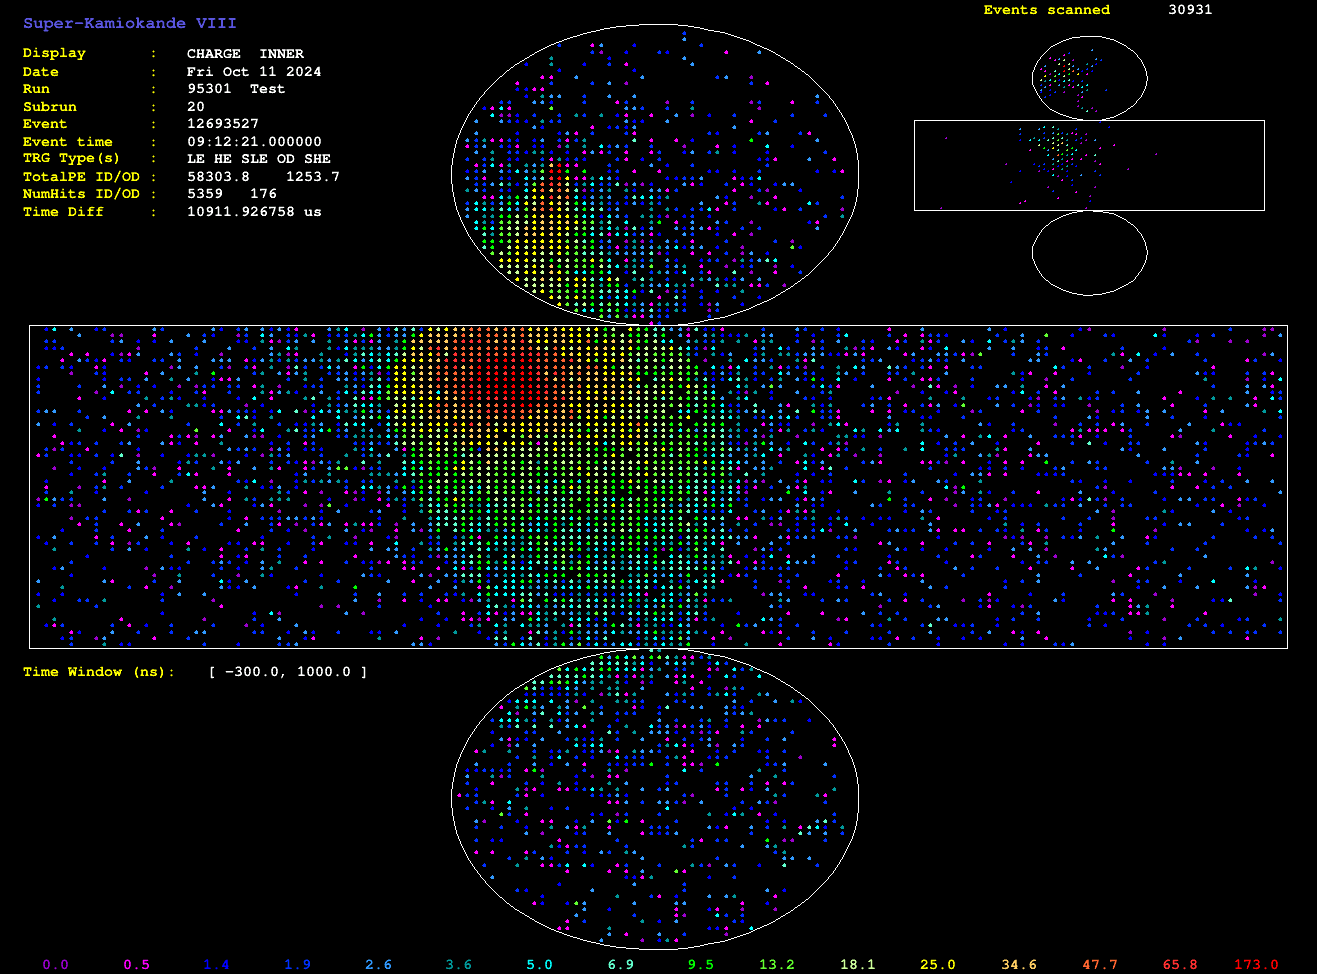 Super-Kamiokande VIII
Events scanned 30931
Display : CHARGE INNER
Date : Fri Oct 11 2024
Run : 95301 Test
Subrun : 20
Event : 12693527
Event time : 09:12:21.000000
TRG Type(s) : LE HE SLE OD SHE
TotalPE ID/OD : 58303.8 1253.7
NumHits ID/OD : 5359 176
Time Diff : 10911.926758 us
Time Window (ns): [ -300.0, 1000.0 ]
0.0 0.5 1.4 1.9 2.6 3.6 5.0 6.9 9.5 13.2 18.1 25.0 34.6 47.7 65.8 173.0